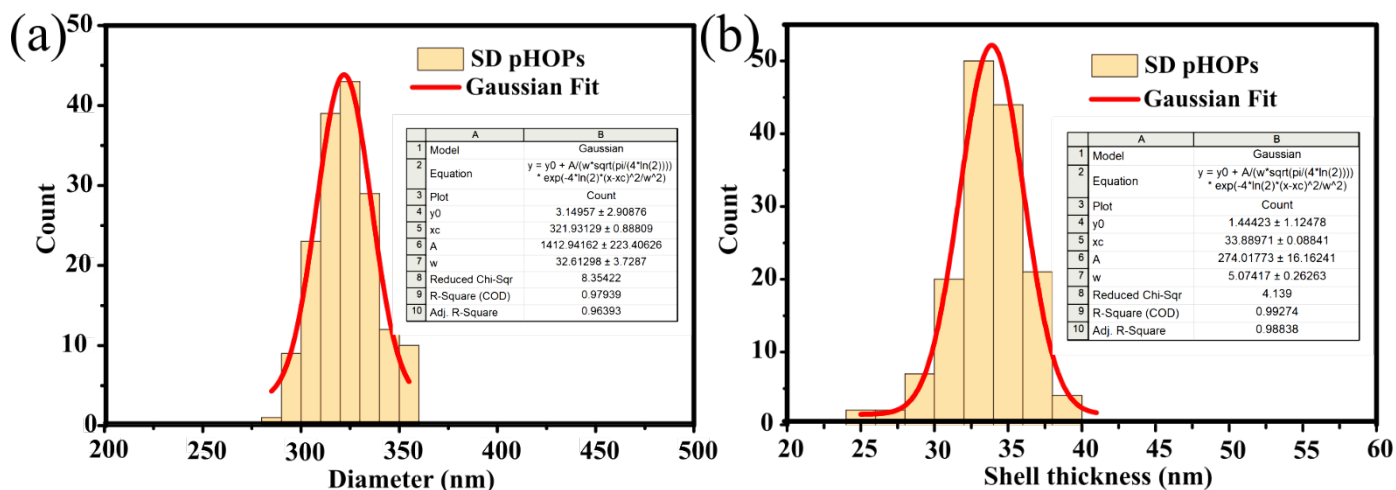 (a)
50
40
30
20
10
0
Count
200
250
300
350
400
450
500
Diameter (nm)
SD pHOPs
Gaussian Fit
A B
1 Model Gaussian
2 Equation y = y0 + A/(w*sqrt(pi/(4*ln(2))))
* exp(-4*ln(2)*(x-xc)^2/w^2)
3 Plot Count
4 y0 3.14957 ± 2.90876
5 xc 321.93129 ± 0.88809
6 A 1412.94162 ± 223.40626
7 w 32.61298 ± 3.7287
8 Reduced Chi-Sqr 8.35422
9 R-Square (COD) 0.97939
10 Adj. R-Square 0.96393
(b)
50
40
30
20
10
0
Count
20
25
30
35
40
45
50
55
60
Shell thickness (nm)
SD pHOPs
Gaussian Fit
A B
1 Model Gaussian
2 Equation y = y0 + A/(w*sqrt(pi/(4*ln(2))))
* exp(-4*ln(2)*(x-xc)^2/w^2)
3 Plot Count
4 y0 1.44423 ± 1.12478
5 xc 33.88971 ± 0.08841
6 A 274.01773 ± 16.16241
7 w 5.07417 ± 0.26263
8 Reduced Chi-Sqr 4.139
9 R-Square (COD) 0.99274
10 Adj. R-Square 0.98838